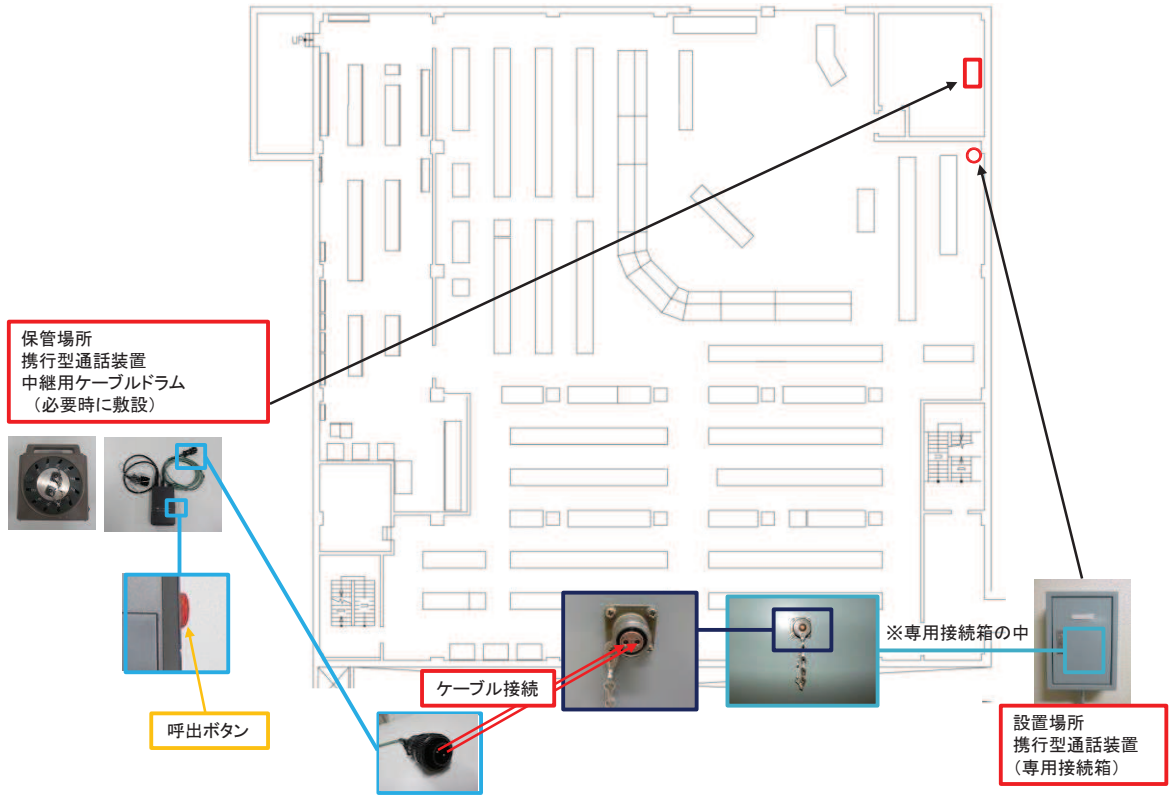 UP
保管場所
携行型通話装置
中継用ケーブルドラム
（必要時に敷設）
呼出ボタン
ケーブル接続
※専用接続箱の中
設置場所
携行型通話装置
（専用接続箱）